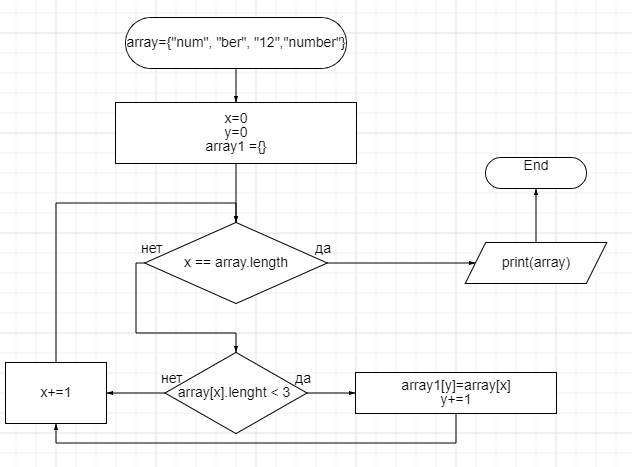 array={"num", "ber", "12","number"}
x=0
y=0
array1 ={}
End
нет
да
x == array.length
print(array)
нет
да
x+=1
array[x].lenght < 3
array1[y]=array[x]
y+=1